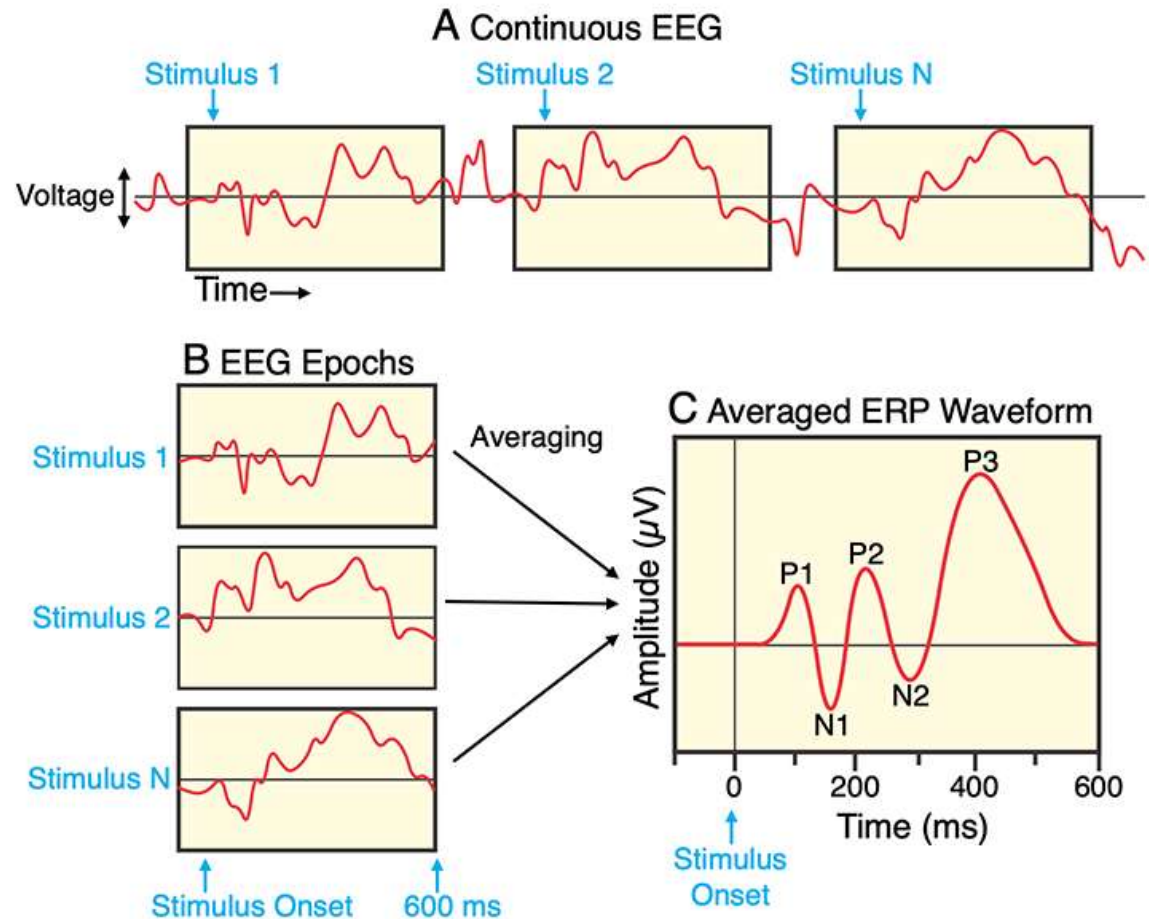 A Continuous EEG
Stimulus 1
Stimulus 2
Stimulus N
Voltage
Time
B EEG Epochs
Stimulus 1
Stimulus 2
Stimulus N
Stimulus Onset
600 ms
Averaging
C Averaged ERP Waveform
Amplitude (μV)
P1
N1
P2
N2
P3
0
200
400
600
Time (ms)
Stimulus
Onset